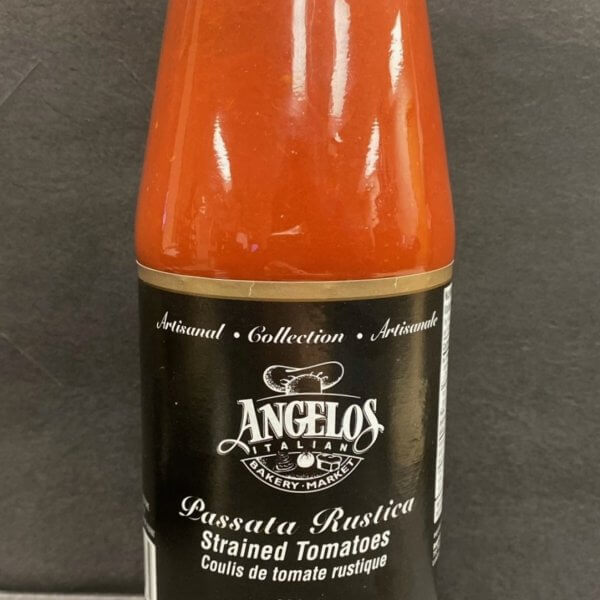 Artisanal • Collection • Artisanale
ANGELOS
ITALIAN
BAKERY • MARKET
Passata Rustica
Strained Tomatoes
Coulis de tomate rustique